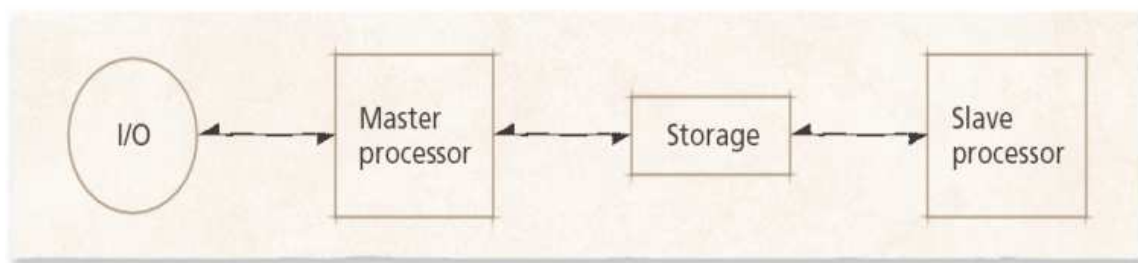 I/O
Master
processor
Storage
Slave
processor